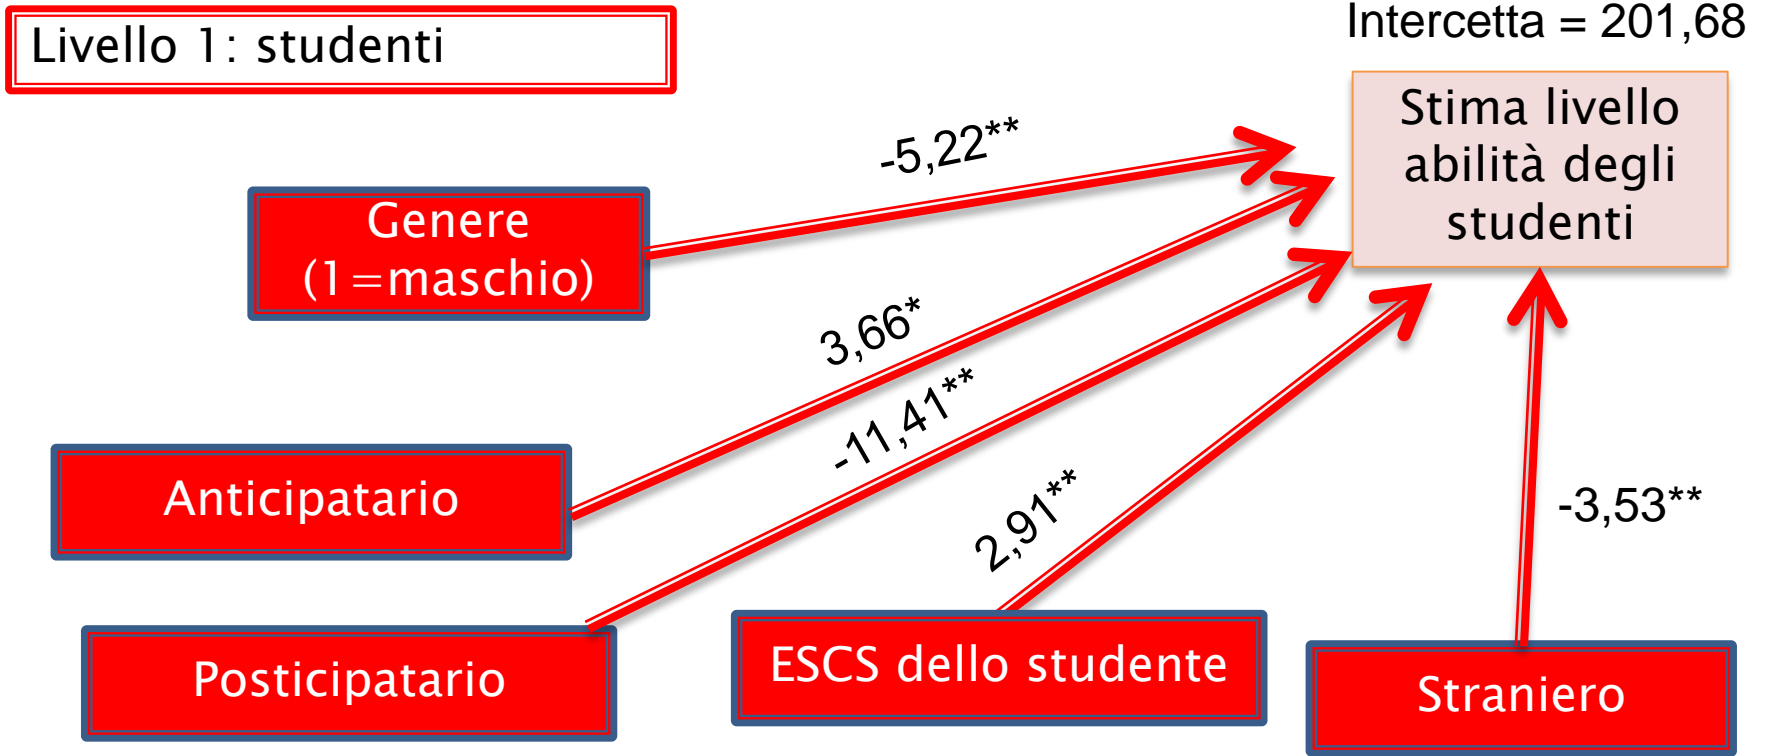 Intercetta = 201,68
Livello 1: studenti
Stima livello
abilità degli
studenti
-5,22**
Genere
(1=maschio)
3,66*
-11,41**
Anticipatario
2,91**
-3,53**
Posticipatario
ESCS dello studente
Straniero